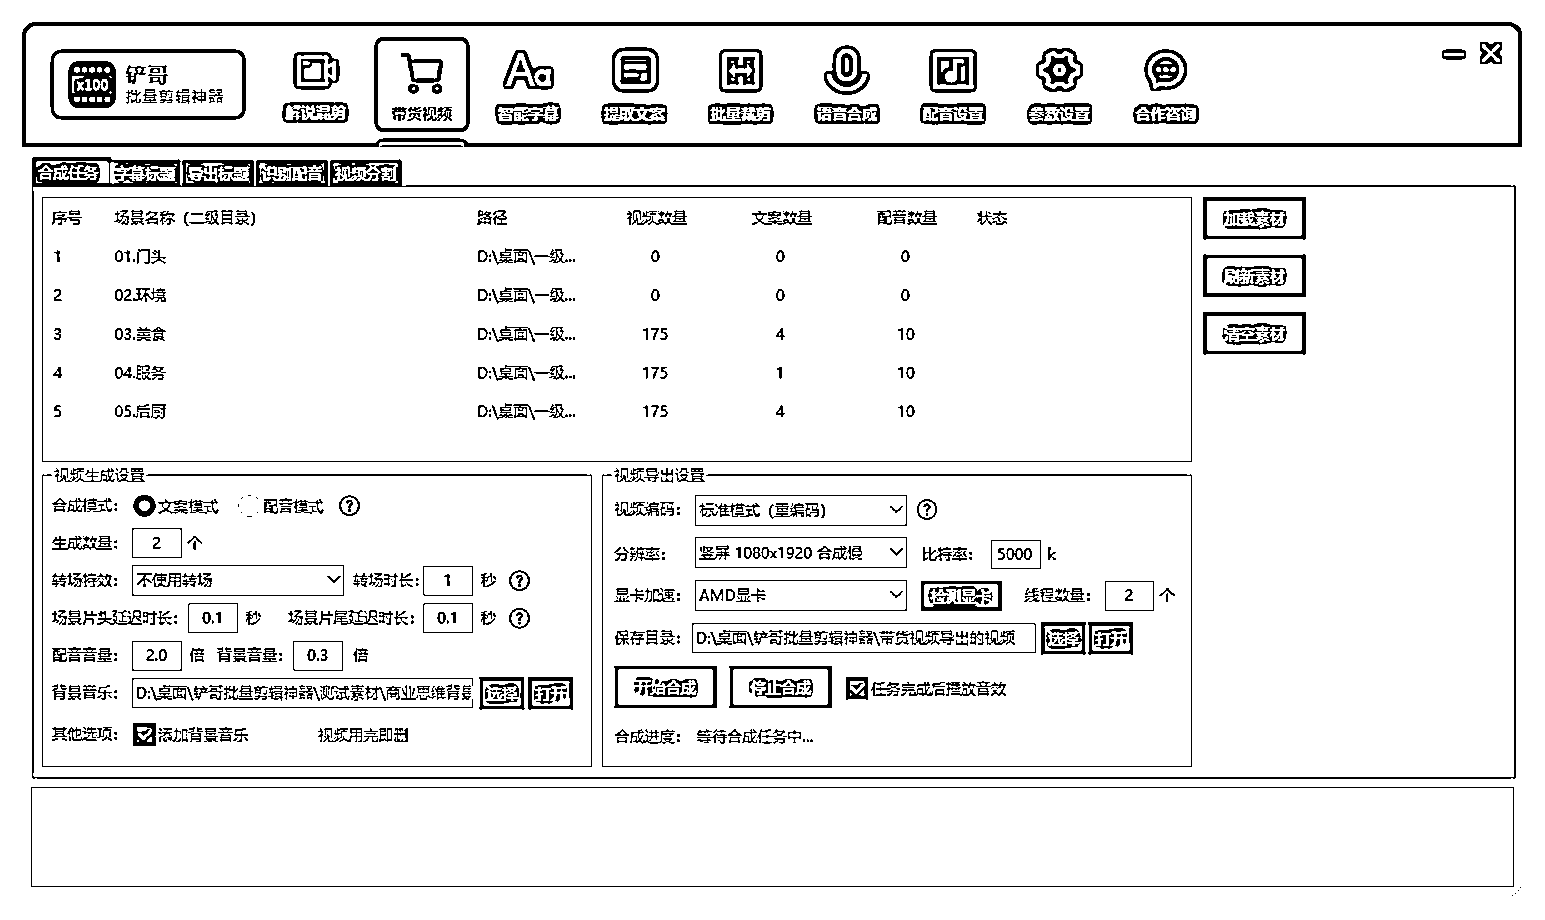 铲哥
批量剪辑神器
解说混剪 带货视频 智能字幕 提取文案 批量裁剪 语音合成 配音设置 参数设置 合作咨询
合成任务 字幕标题 导出标题 识别配音 视频分割
序号 场景名称（二级目录） 路径 视频数量 文案数量 配音数量 状态
1 01.门头 D:\桌面\一级... 0 0 0
2 02.环境 D:\桌面\一级... 0 0 0
3 03.美食 D:\桌面\一级... 175 4 10
4 04.服务 D:\桌面\一级... 175 1 10
5 05.后厨 D:\桌面\一级... 175 4 10
加载素材
刷新素材
清空素材
视频生成设置
合成模式： 文案模式 配音模式 ?
生成数量： 2 个
转场特效： 不使用转场 转场时长： 1 秒 ?
场景片头延迟时长： 0.1 秒 场景片尾延迟时长： 0.1 秒 ?
配音音量： 2.0 倍 背景音量： 0.3 倍
背景音乐： D:\桌面\铲哥批量剪辑神器\测试素材\商业思维背景 选择 打开
其他选项： 添加背景音乐 视频用完即删
视频导出设置
视频编码： 标准模式（重编码） ?
分辨率： 竖屏 1080x1920 合成慢 比特率： 5000 k
显卡加速： AMD显卡 检测显卡 线程数量： 2 个
保存目录： D:\桌面\铲哥批量剪辑神器\带货视频导出的视频 选择 打开
开始合成 停止合成 任务完成后播放音效
合成进度： 等待合成任务中...